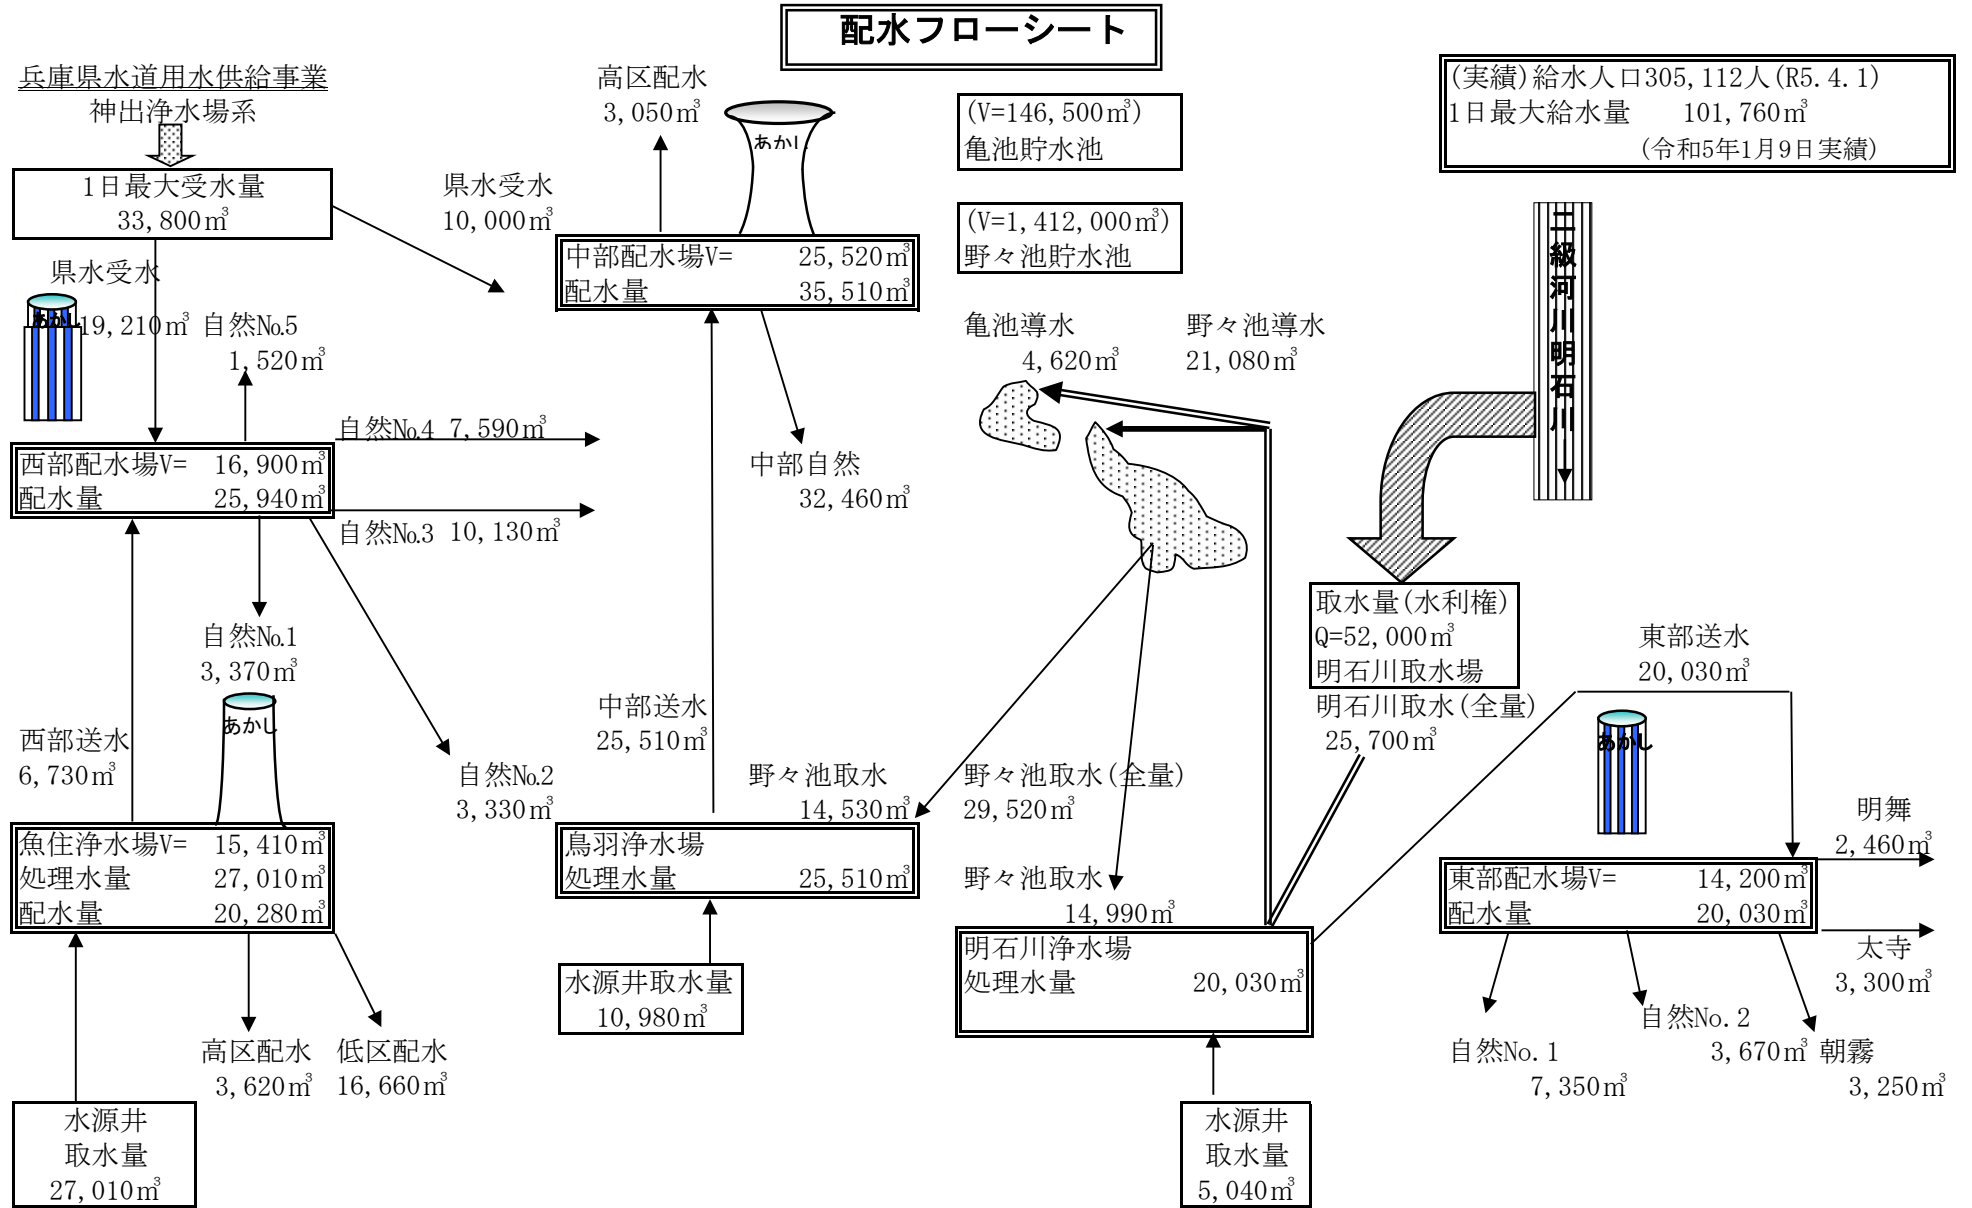 配水フローシート
兵庫県水道用水供給事業
神出浄水場系
1日最大受水量
33,800㎥
県水受水
19,210㎥
あかし
自然№5
1,520㎥
自然№4 7,590㎥
西部配水場V= 16,900㎥
配水量 25,940㎥
自然№3 10,130㎥
自然№1
3,370㎥
あかし
西部送水
6,730㎥
自然№2
3,330㎥
魚住浄水場V= 15,410㎥
処理水量 27,010㎥
配水量 20,280㎥
高区配水
3,620㎥
低区配水
16,660㎥
水源井
取水量
27,010㎥
高区配水
3,050㎥
あかし
県水受水
10,000㎥
中部配水場V= 25,520㎥
配水量 35,510㎥
中部自然
32,460㎥
中部送水
25,510㎥
野々池取水
14,530㎥
鳥羽浄水場
処理水量 25,510㎥
水源井取水量
10,980㎥
(V=146,500㎥)
亀池貯水池
(V=1,412,000㎥)
野々池貯水池
亀池導水
4,620㎥
野々池導水
21,080㎥
野々池取水(全量)
29,520㎥
野々池取水
14,990㎥
明石川浄水場
処理水量 20,030㎥
水源井
取水量
5,040㎥
(実績)給水人口305,112人(R5.4.1)
1日最大給水量 101,760㎥
(令和5年1月9日実績)
二級河川明石川
取水量(水利権)
Q=52,000㎥
明石川取水場
明石川取水(全量)
25,700㎥
東部送水
20,030㎥
あかし
明舞
2,460㎥
東部配水場V= 14,200㎥
配水量 20,030㎥
太寺
3,300㎥
自然No.1
7,350㎥
自然No.2
3,670㎥
朝霧
3,250㎥